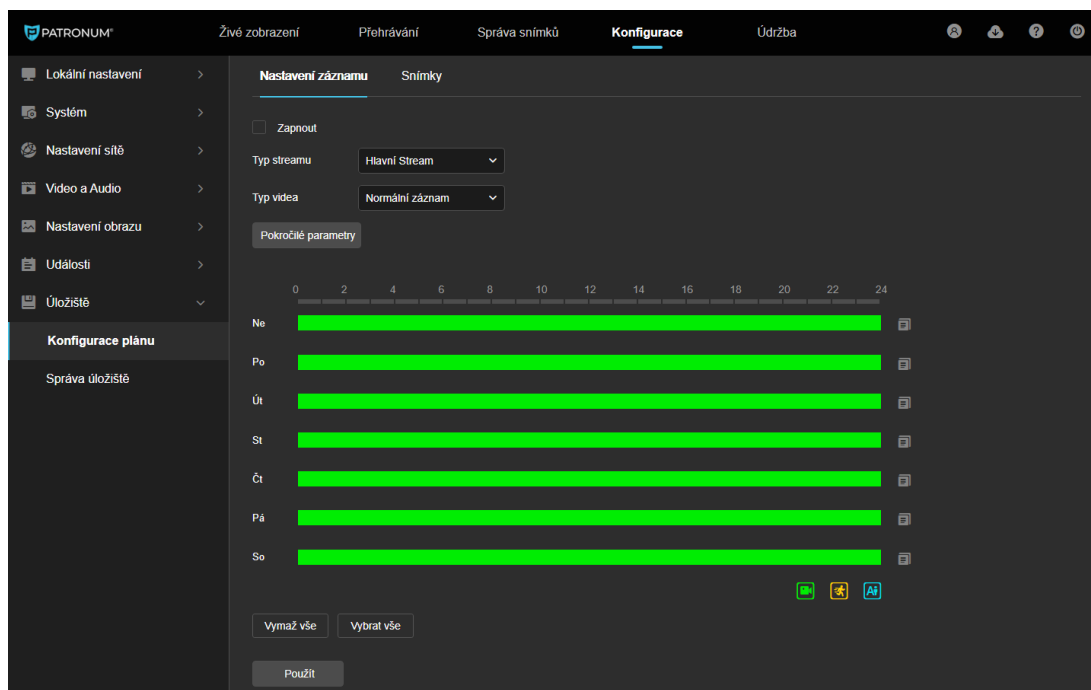 PATRONUM®
Živé zobrazení Přehrávání Správa snímků Konfigurace Údržba
Lokální nastavení
Systém
Nastavení sítě
Video a Audio
Nastavení obrazu
Události
Úložiště
Konfigurace plánu
Správa úložiště
Nastavení záznamu Snímky
Zapnout
Typ streamu Hlavní Stream
Typ videa Normální záznam
Pokročilé parametry
0 2 4 6 8 10 12 14 16 18 20 22 24
Ne
Po
Út
St
Čt
Pá
So
Vymaž vše Vybrat vše
Použít